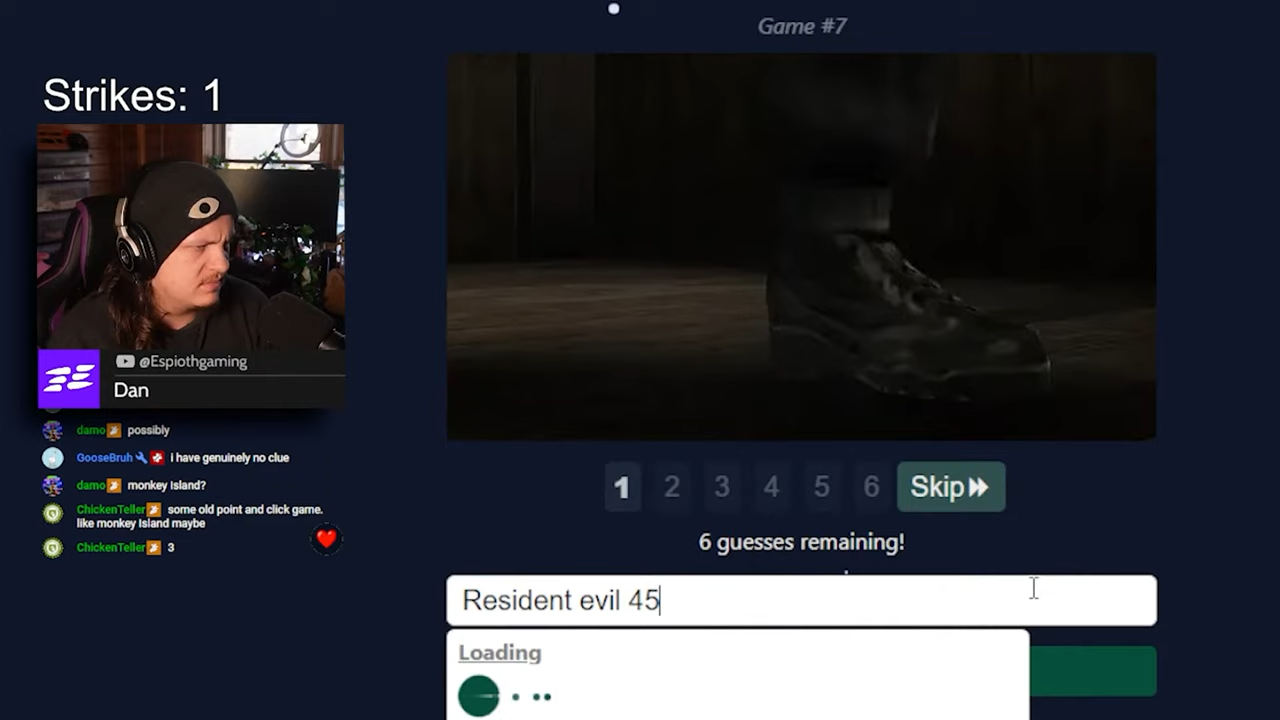 Game #7
Strikes: 1
@Espiothgaming
Dan
damo possibly
GooseBruh i have genuinely no clue
damo monkey Island?
ChickenTeller some old point and click game.
like monkey Island maybe
ChickenTeller 3
1 2 3 4 5 6 Skip
6 guesses remaining!
Resident evil 45
Loading